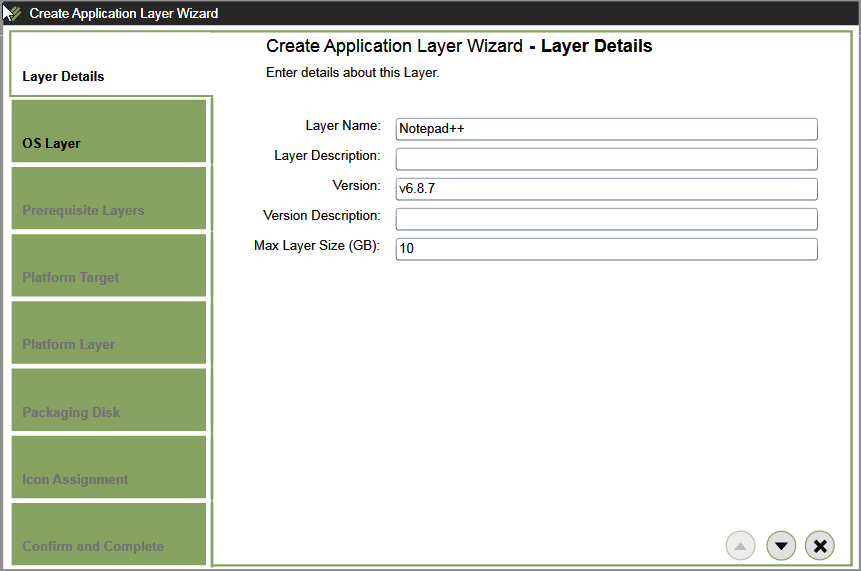 Create Application Layer Wizard
Layer Details
OS Layer
Prerequisite Layers
Platform Target
Platform Layer
Packaging Disk
Icon Assignment
Confirm and Complete
Create Application Layer Wizard - Layer Details
Enter details about this Layer.
Layer Name: Notepad++
Layer Description:
Version: v6.8.7
Version Description:
Max Layer Size (GB): 10